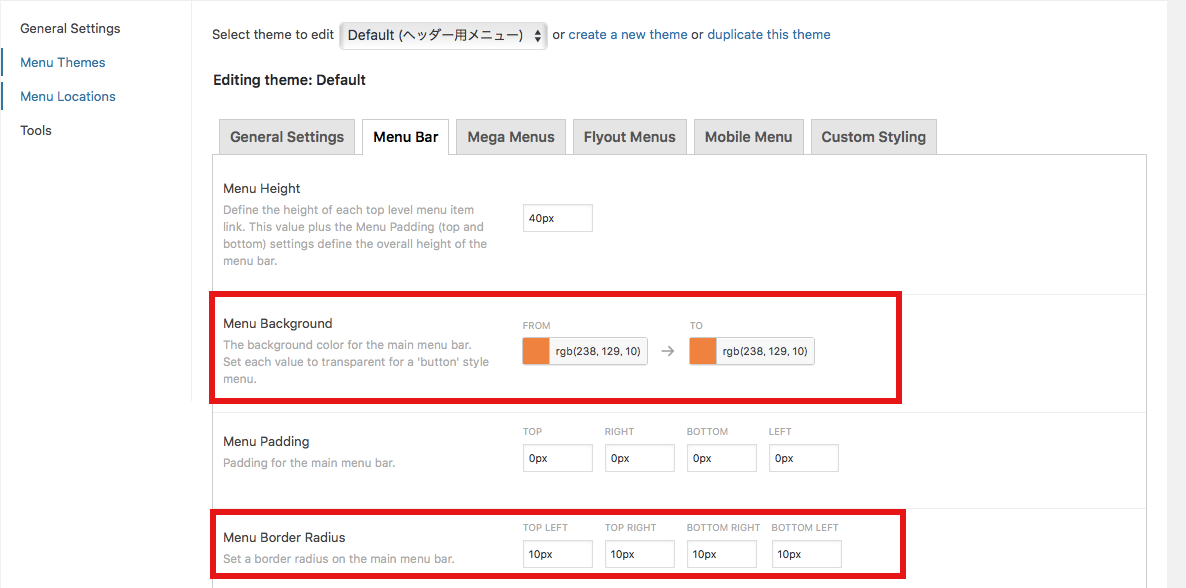 General Settings
Menu Themes
Menu Locations
Tools
Select theme to edit Default (ヘッダー用メニュー) or create a new theme or duplicate this theme
Editing theme: Default
General Settings Menu Bar Mega Menus Flyout Menus Mobile Menu Custom Styling
Menu Height
Define the height of each top level menu item
link. This value plus the Menu Padding (top and
bottom) settings define the overall height of the
menu bar.
40px
Menu Background
The background color for the main menu bar.
Set each value to transparent for a 'button' style
menu.
FROM TO
rgb(238, 129, 10) → rgb(238, 129, 10)
Menu Padding
Padding for the main menu bar.
TOP RIGHT BOTTOM LEFT
0px 0px 0px 0px
Menu Border Radius
Set a border radius on the main menu bar.
TOP LEFT TOP RIGHT BOTTOM RIGHT BOTTOM LEFT
10px 10px 10px 10px